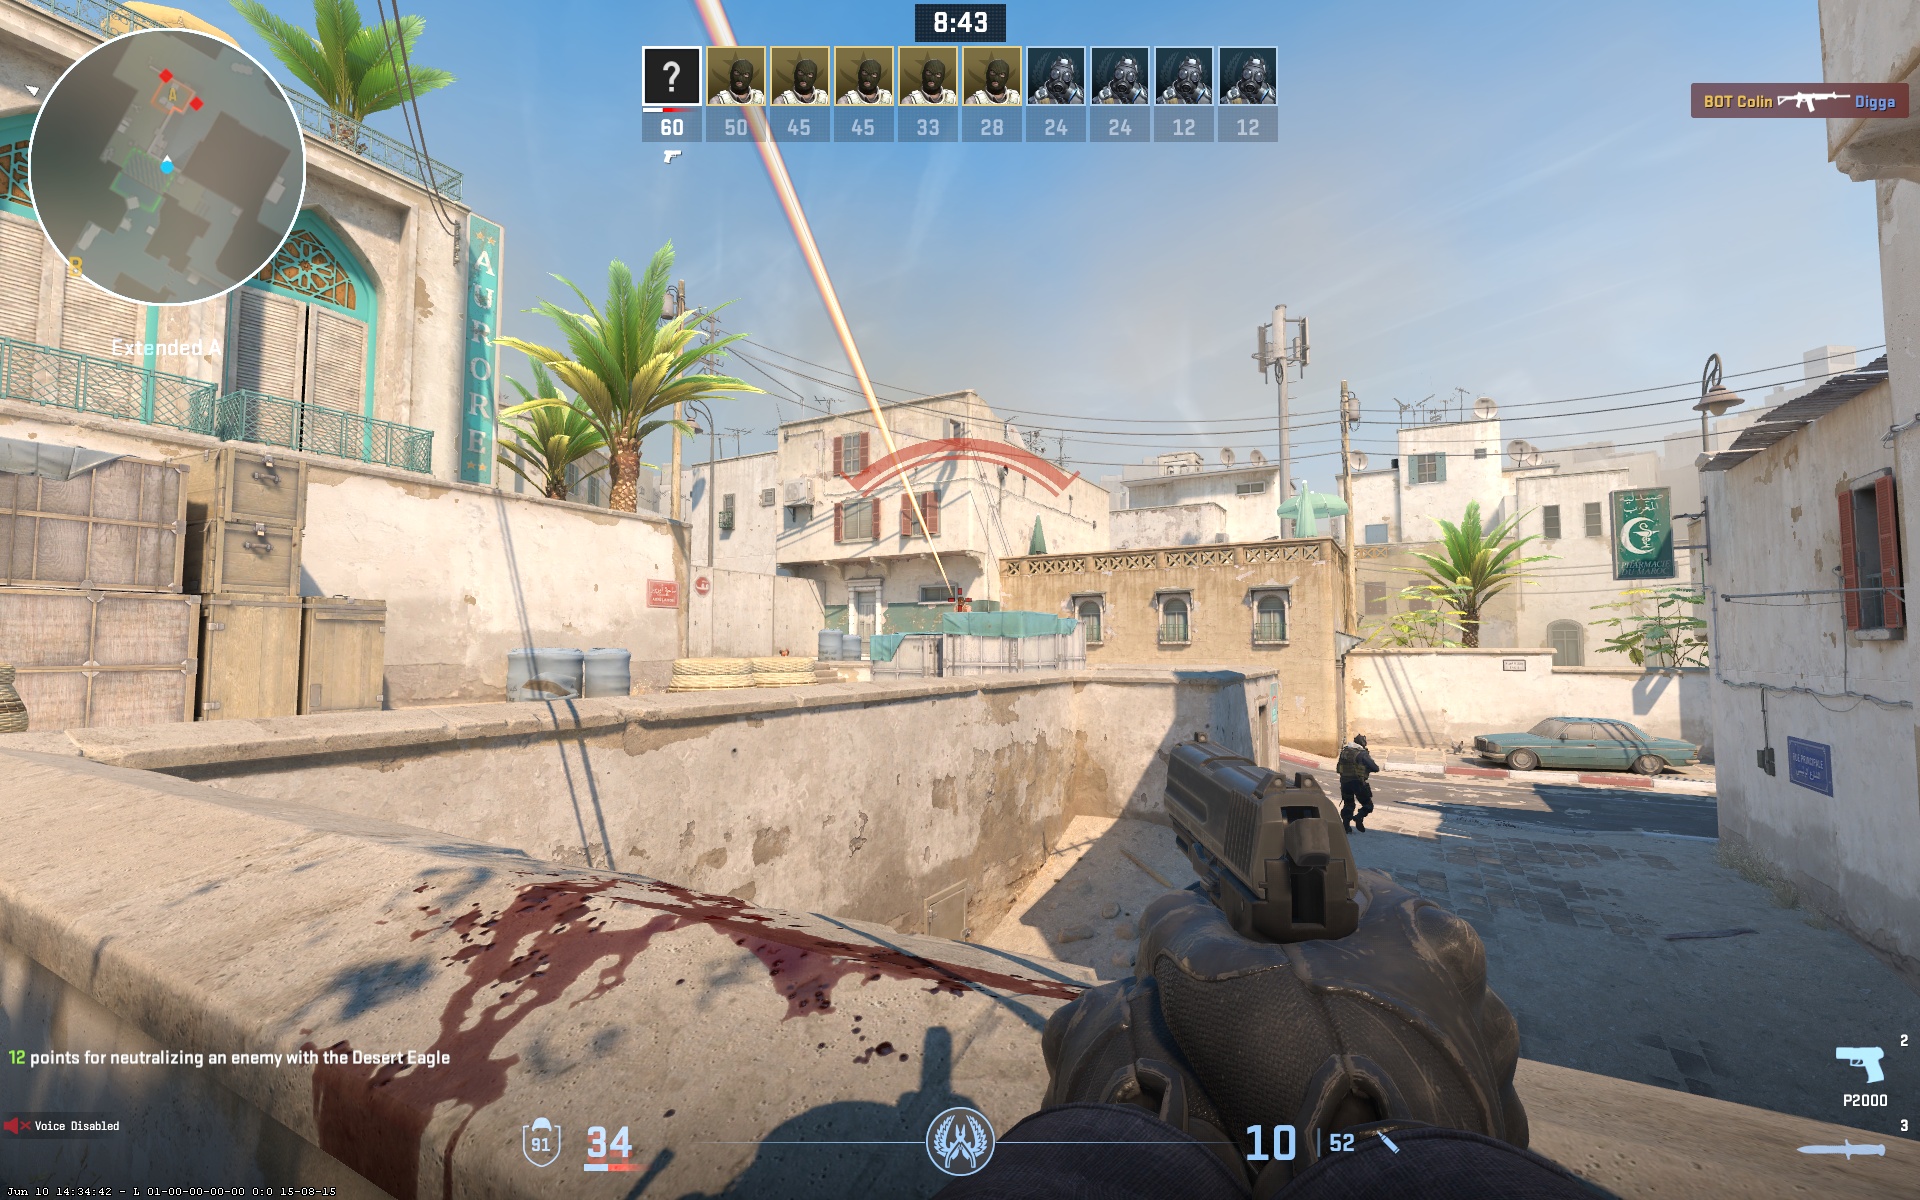 8:43
?
60 50 45 45 33 28 24 24 12 12
BOT Colin Digga
A
B
Extended A
AURORE
12 points for neutralizing an enemy with the Desert Eagle
Voice Disabled
91
34
10 | 52
2
P2000
3
Jun 10 14:34:42 - L 01-00-00-00-00 0:0 15-08-15